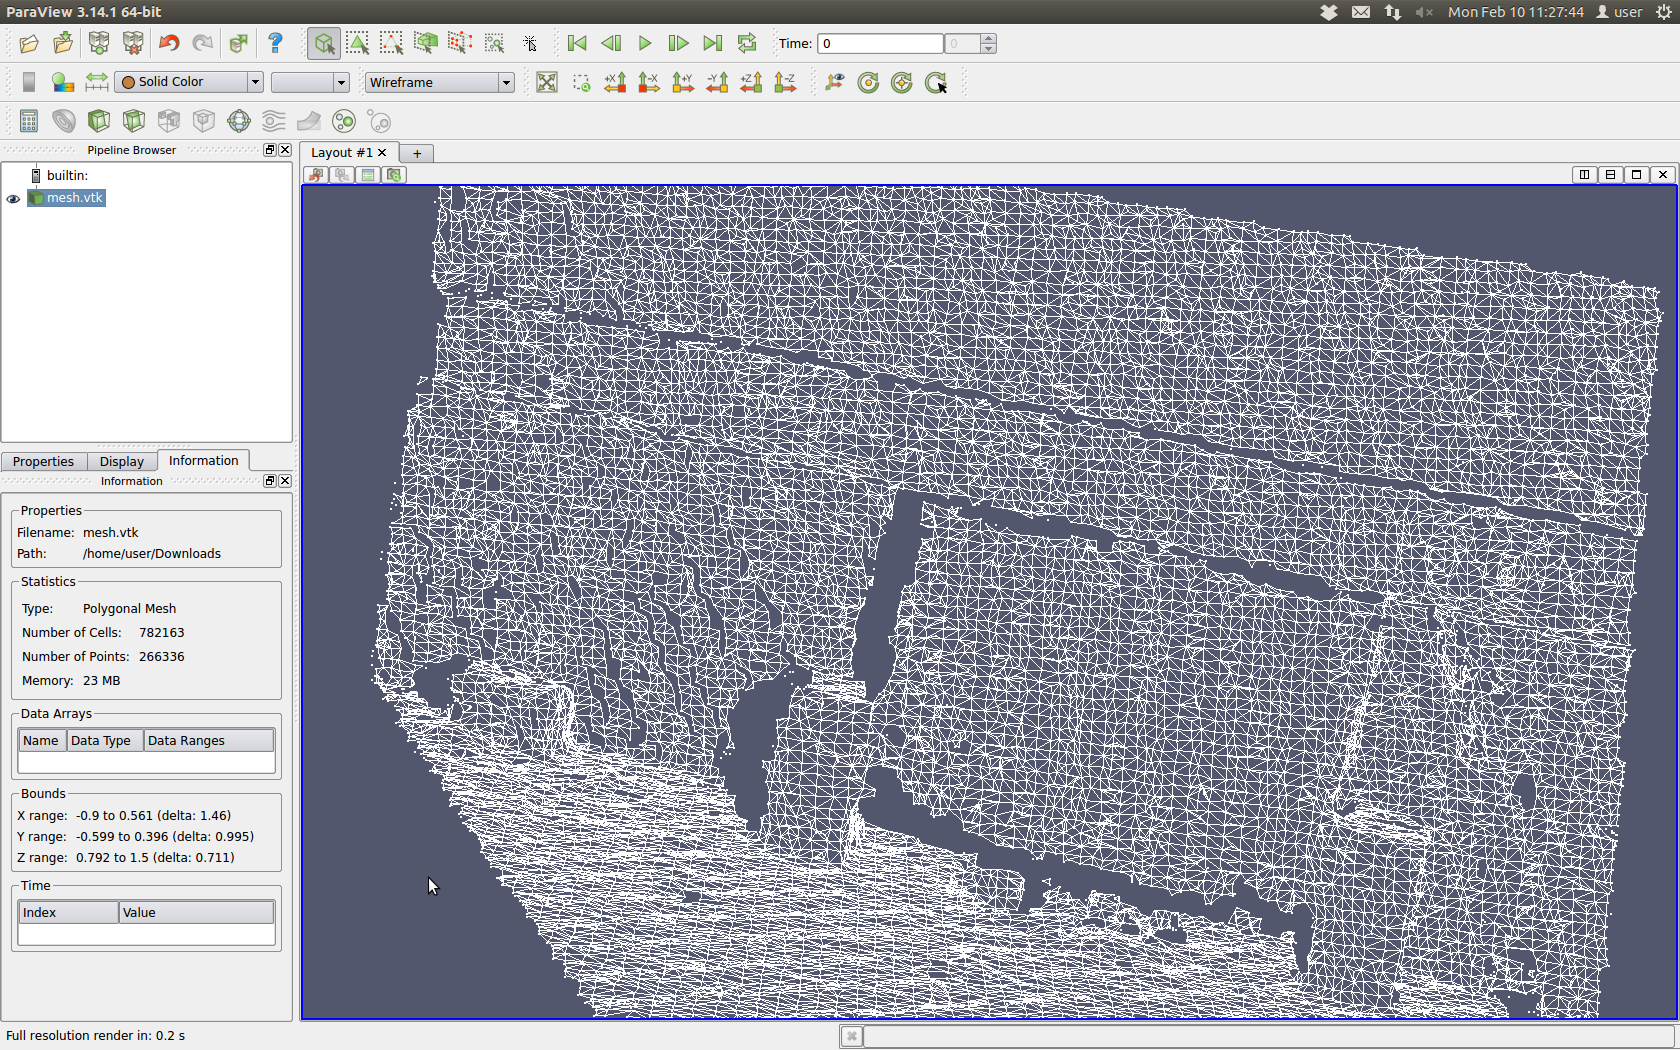 ParaView 3.14.1 64-bit
Mon Feb 10 11:27:44 user
Time: 0 0
Solid Color Wireframe +X -X +Y -Y +Z -Z
Pipeline Browser
Layout #1 +
builtin:
mesh.vtk
Properties Display Information
Information
Properties
Filename: mesh.vtk
Path: /home/user/Downloads
Statistics
Type: Polygonal Mesh
Number of Cells: 782163
Number of Points: 266336
Memory: 23 MB
Data Arrays
Name Data Type Data Ranges
Bounds
X range: -0.9 to 0.561 (delta: 1.46)
Y range: -0.599 to 0.396 (delta: 0.995)
Z range: 0.792 to 1.5 (delta: 0.711)
Time
Index Value
Full resolution render in: 0.2 s